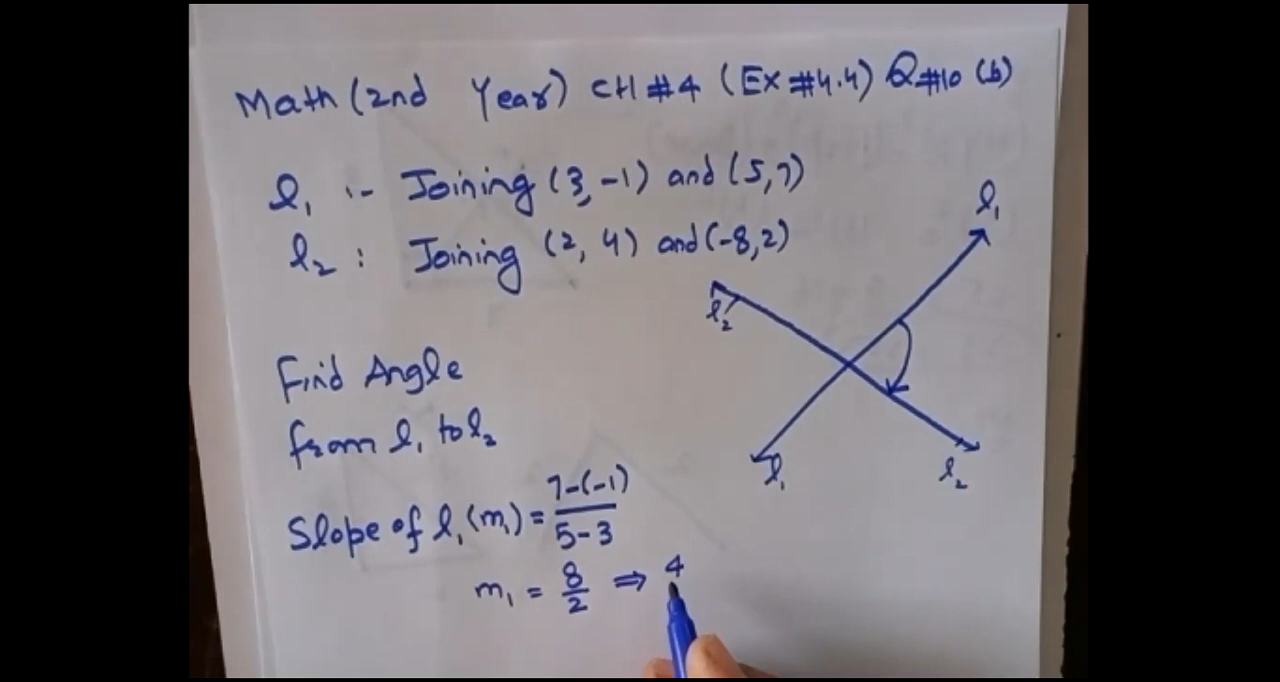 Math (2nd Year) CH #4 (Ex #4.4) Q#10 (b)
l₁ :- Joining (3, -1) and (5, 7)
l₂ : Joining (2, 4) and (-8, 2)
l₁
l₂
Find Angle
from l₁ to l₂
l₁
l₂
Slope of l₁ (m₁) = 7-(-1) / 5-3
m₁ = 8/2 ⇒ 4